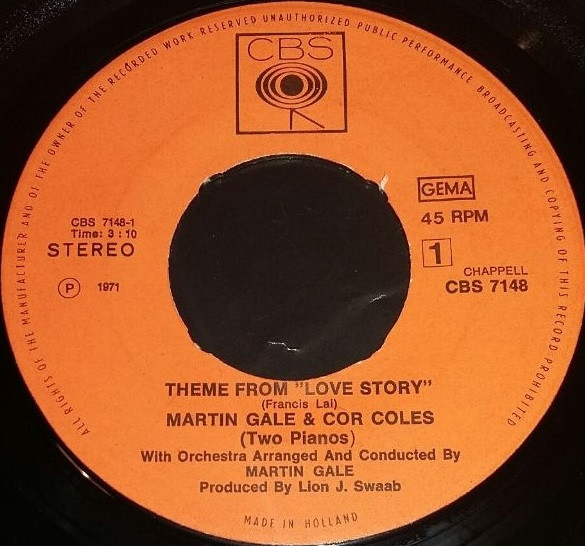 ALL RIGHTS OF THE MANUFACTURER AND OF THE OWNER OF THE RECORDED WORK RESERVED UNAUTHORIZED PUBLIC PERFORMANCE BROADCASTING AND COPYING OF THIS RECORD PROHIBITED
CBS
GEMA
45 RPM
CBS 7148-1
Time: 3:10
STEREO
1
CHAPPELL
CBS 7148
P 1971
THEME FROM "LOVE STORY"
(Francis Lai)
MARTIN GALE & COR COLES
(Two Pianos)
With Orchestra Arranged And Conducted By
MARTIN GALE
Produced By Lion J. Swaab
MADE IN HOLLAND